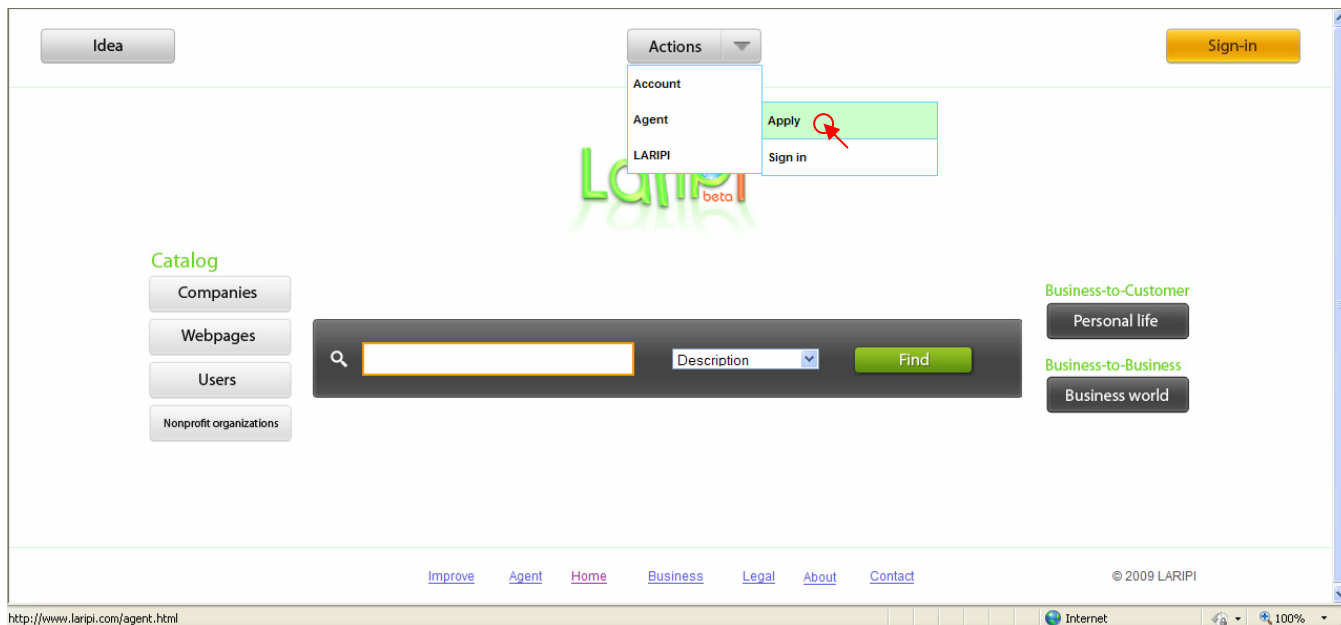 Idea
Actions
Sign-in
Account
Agent
Apply
LARIPI
Sign in
Laripi
beta
Catalog
Companies
Webpages
Users
Nonprofit organizations
Description
Find
Business-to-Customer
Personal life
Business-to-Business
Business world
Improve Agent Home Business Legal About Contact
© 2009 LARIPI
http://www.laripi.com/agent.html
Internet
100%